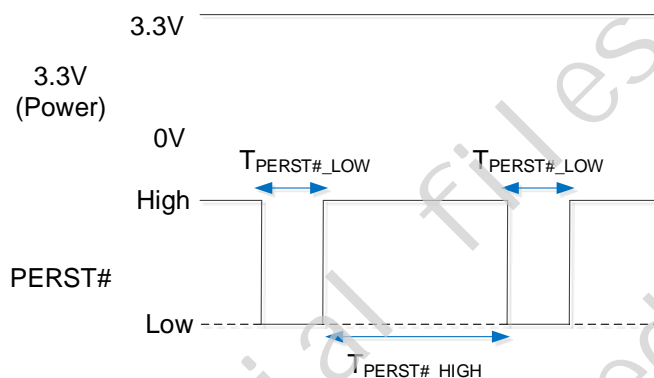 3.3V
3.3V
(Power)
0V
TPERST#_LOW TPERST#_LOW
High
PERST#
Low
TPERST#_HIGH